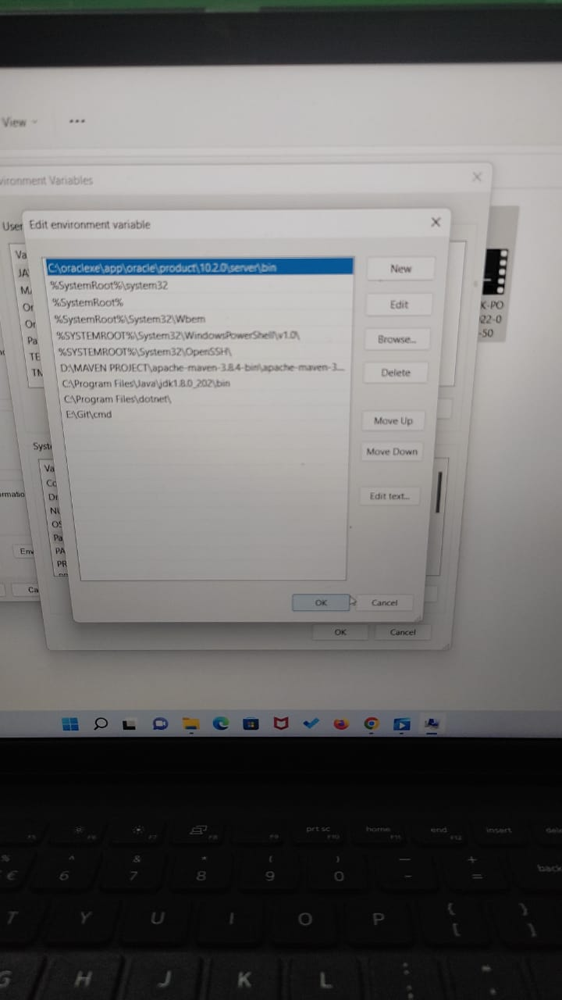 View
•••
vironment Variables
User
Edit environment variable
Va
JA
M
Or
Or
Pa
TE
C:\oraclexe\app\oracle\product\10.2.0\server\bin
%SystemRoot%\system32
%SystemRoot%
%SystemRoot%\System32\Wbem
%SYSTEMROOT%\System32\WindowsPowerShell\v1.0\
%SYSTEMROOT%\System32\OpenSSH\
D:\MAVEN PROJECT\apache-maven-3.8.4-bin\apache-maven-3....
C:\Program Files\Java\jdk1.8.0_202\bin
C:\Program Files\dotnet\
E:\Git\cmd
New
Edit
Browse...
Delete
Move Up
Move Down
Edit text...
OK
Cancel
K-PO
22-0
-50
Syst
Va
Co
NU
OS
Pa
PA
PR
rmatio
Env
Ca
OK
Cancel
F5
F6
F7
F8
F9
prt sc
F10
home
F11
end
F12
insert
dele
% €
^ 6
& 7
* 8
( 9
) 0
— -
+ =
back
T Y U I O P { [ } ]
G H J K L : ; "